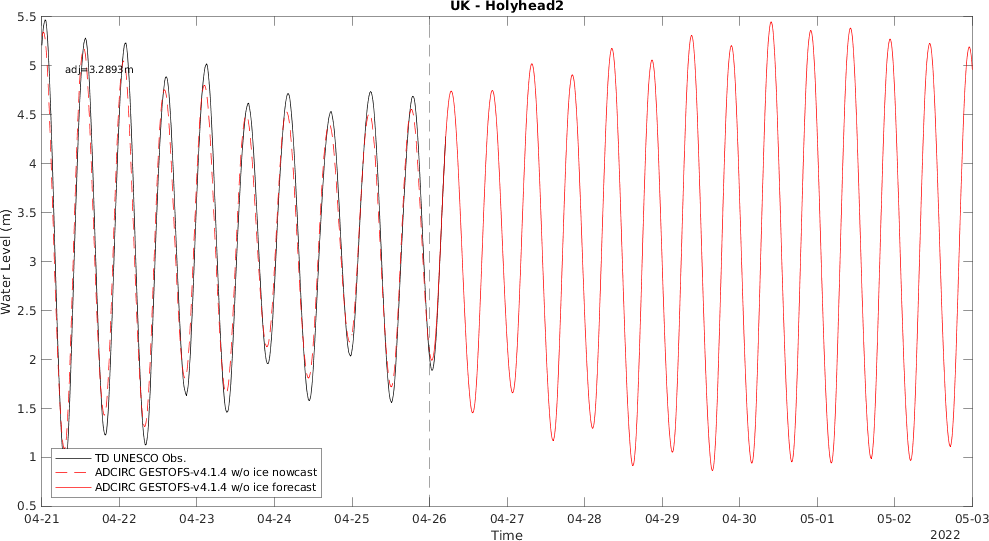 UK - Holyhead2
5.5
5
4.5
4
3.5
3
2.5
2
1.5
1
0.5
Water Level (m)
adj=3.2893m
TD UNESCO Obs.
ADCIRC GESTOFS-v4.1.4 w/o ice nowcast
ADCIRC GESTOFS-v4.1.4 w/o ice forecast
04-21 04-22 04-23 04-24 04-25 04-26 04-27 04-28 04-29 04-30 05-01 05-02 05-03
Time
2022